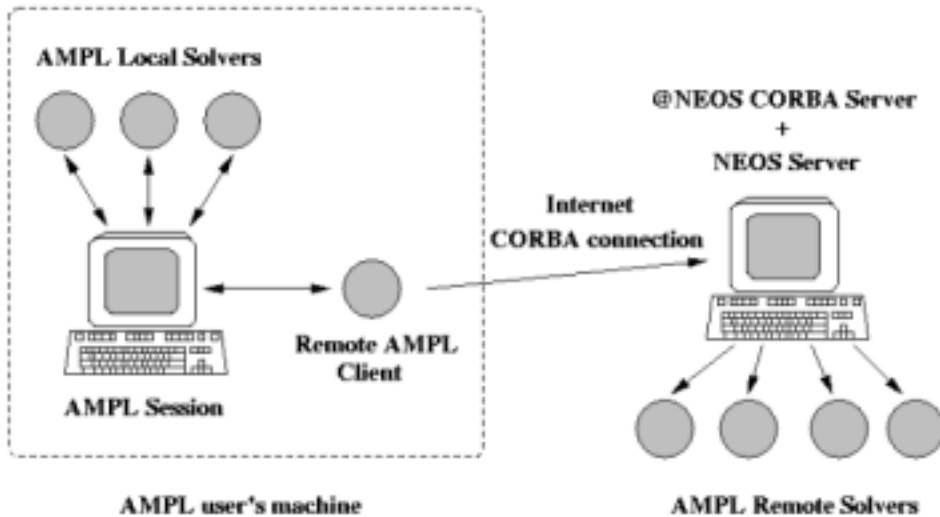 AMPL Local Solvers
@NEOS CORBA Server
+
NEOS Server
Internet
CORBA connection
Remote AMPL
Client
AMPL Session
AMPL user's machine
AMPL Remote Solvers